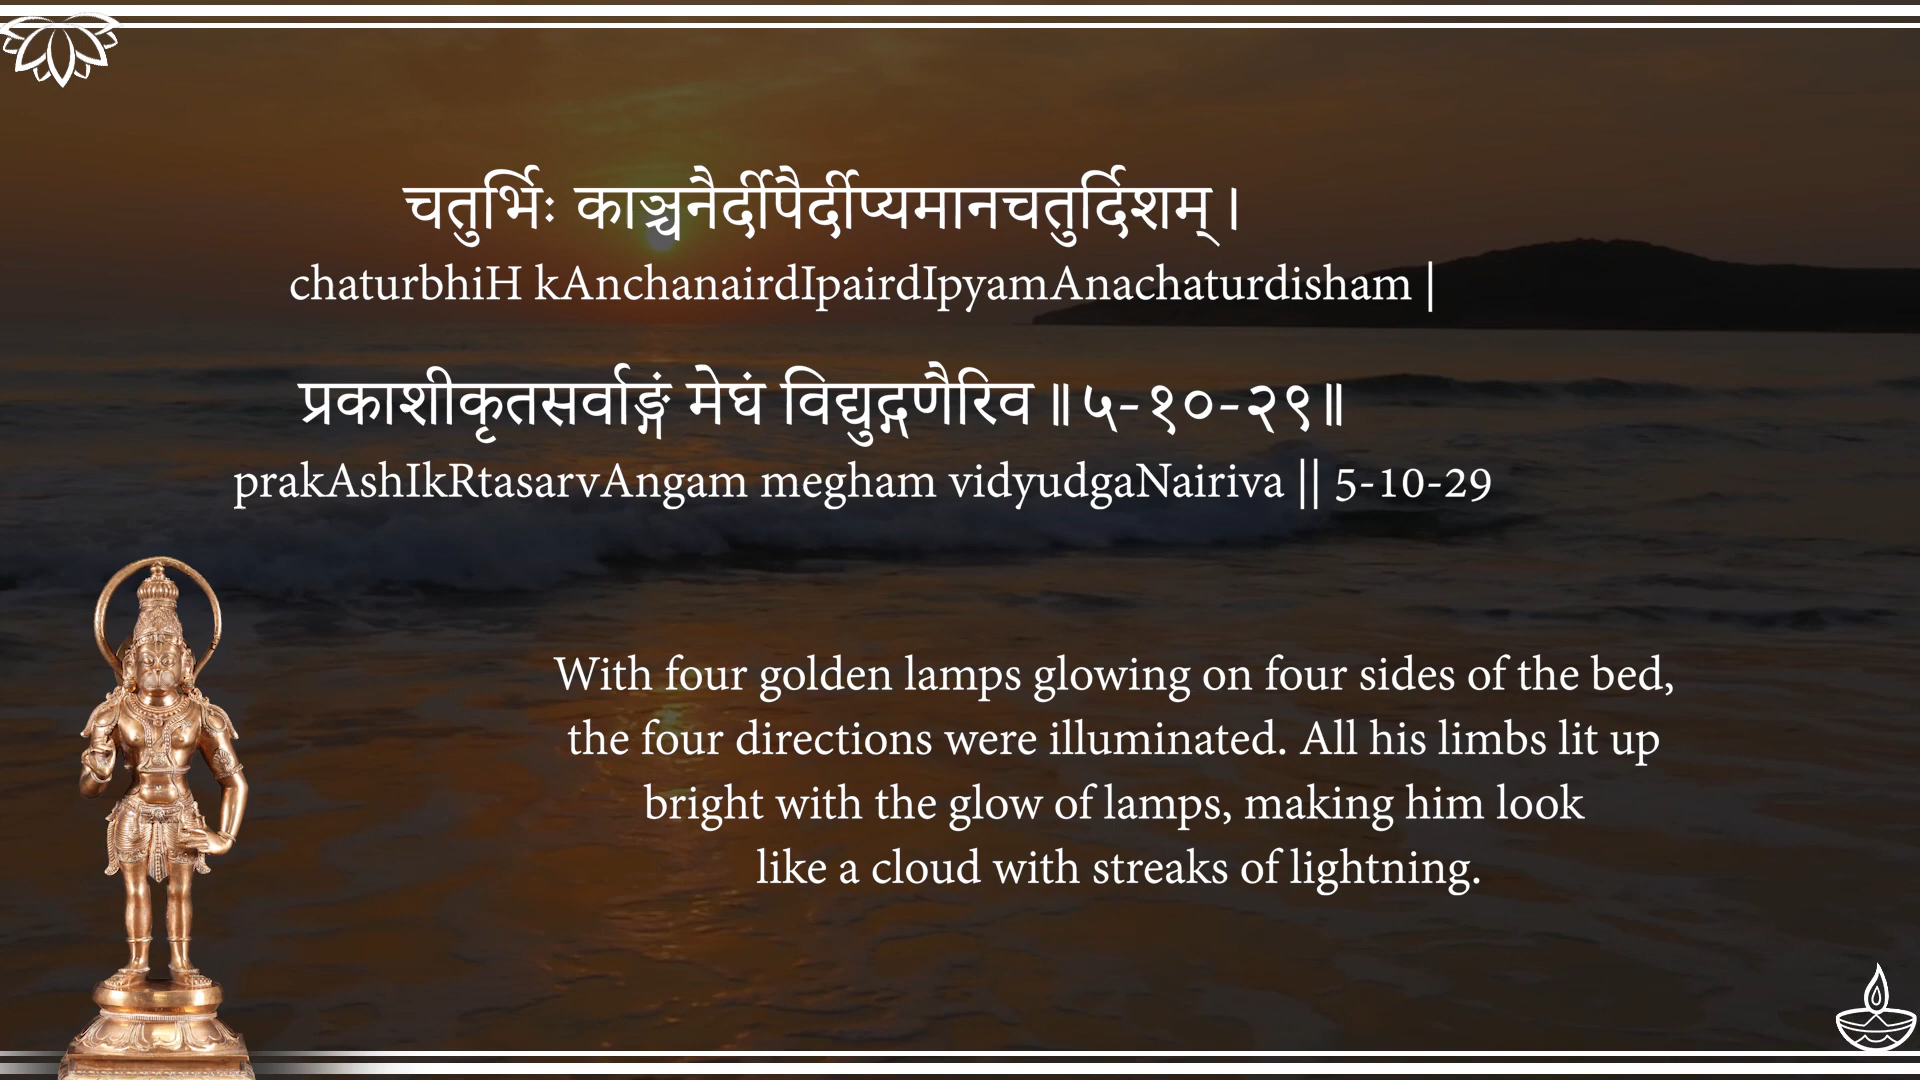 चतुर्भिः काञ्चनैर्दीपैर्दीप्यमानचतुर्दिशम् ।
chaturbhiH kAnchanairdIpairdIpyamAnachaturdisham |
प्रकाशीकृतसर्वाङ्गं मेघं विद्युद्गणैरिव ॥५-१०-२९॥
prakAshIkRtasarvAngam megham vidyudgaNairiva || 5-10-29
With four golden lamps glowing on four sides of the bed,
the four directions were illuminated. All his limbs lit up
bright with the glow of lamps, making him look
like a cloud with streaks of lightning.